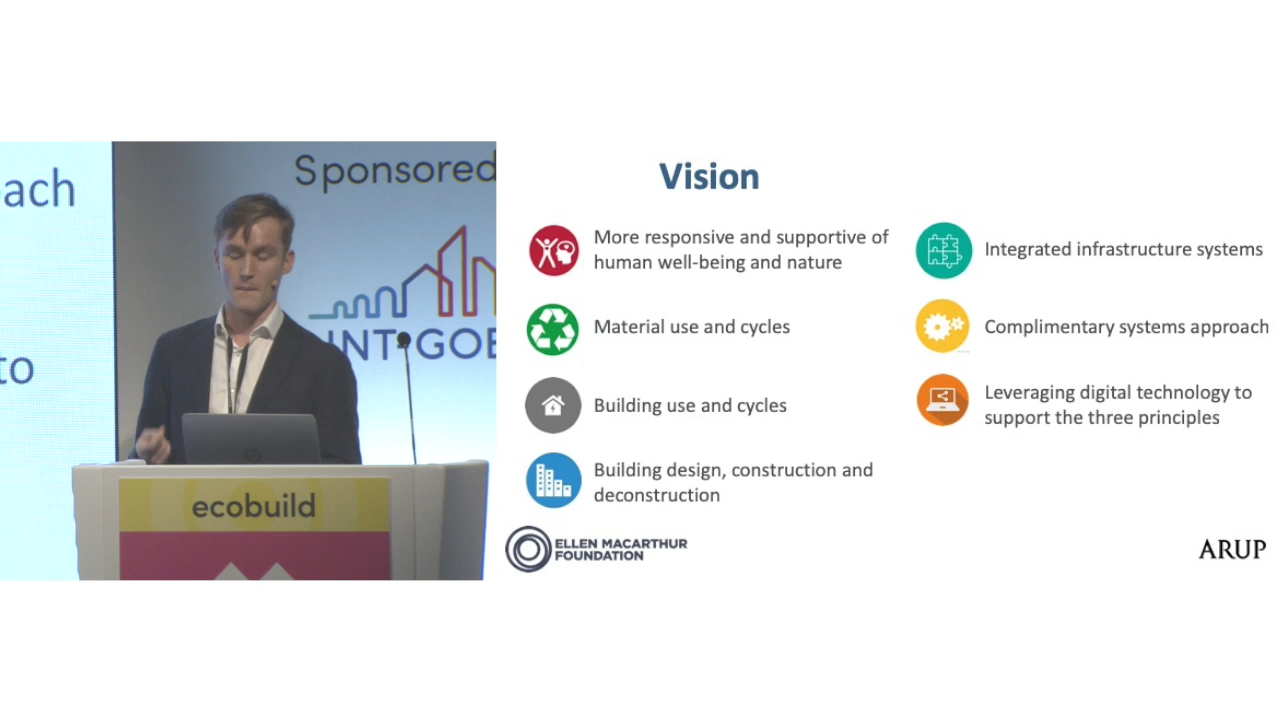 ach
to
Sponsored
INT
GOE
ecobuild
Vision
More responsive and supportive of
human well-being and nature
Material use and cycles
Building use and cycles
Building design, construction and
deconstruction
Integrated infrastructure systems
Complimentary systems approach
Leveraging digital technology to
support the three principles
ELLEN MACARTHUR
FOUNDATION
ARUP